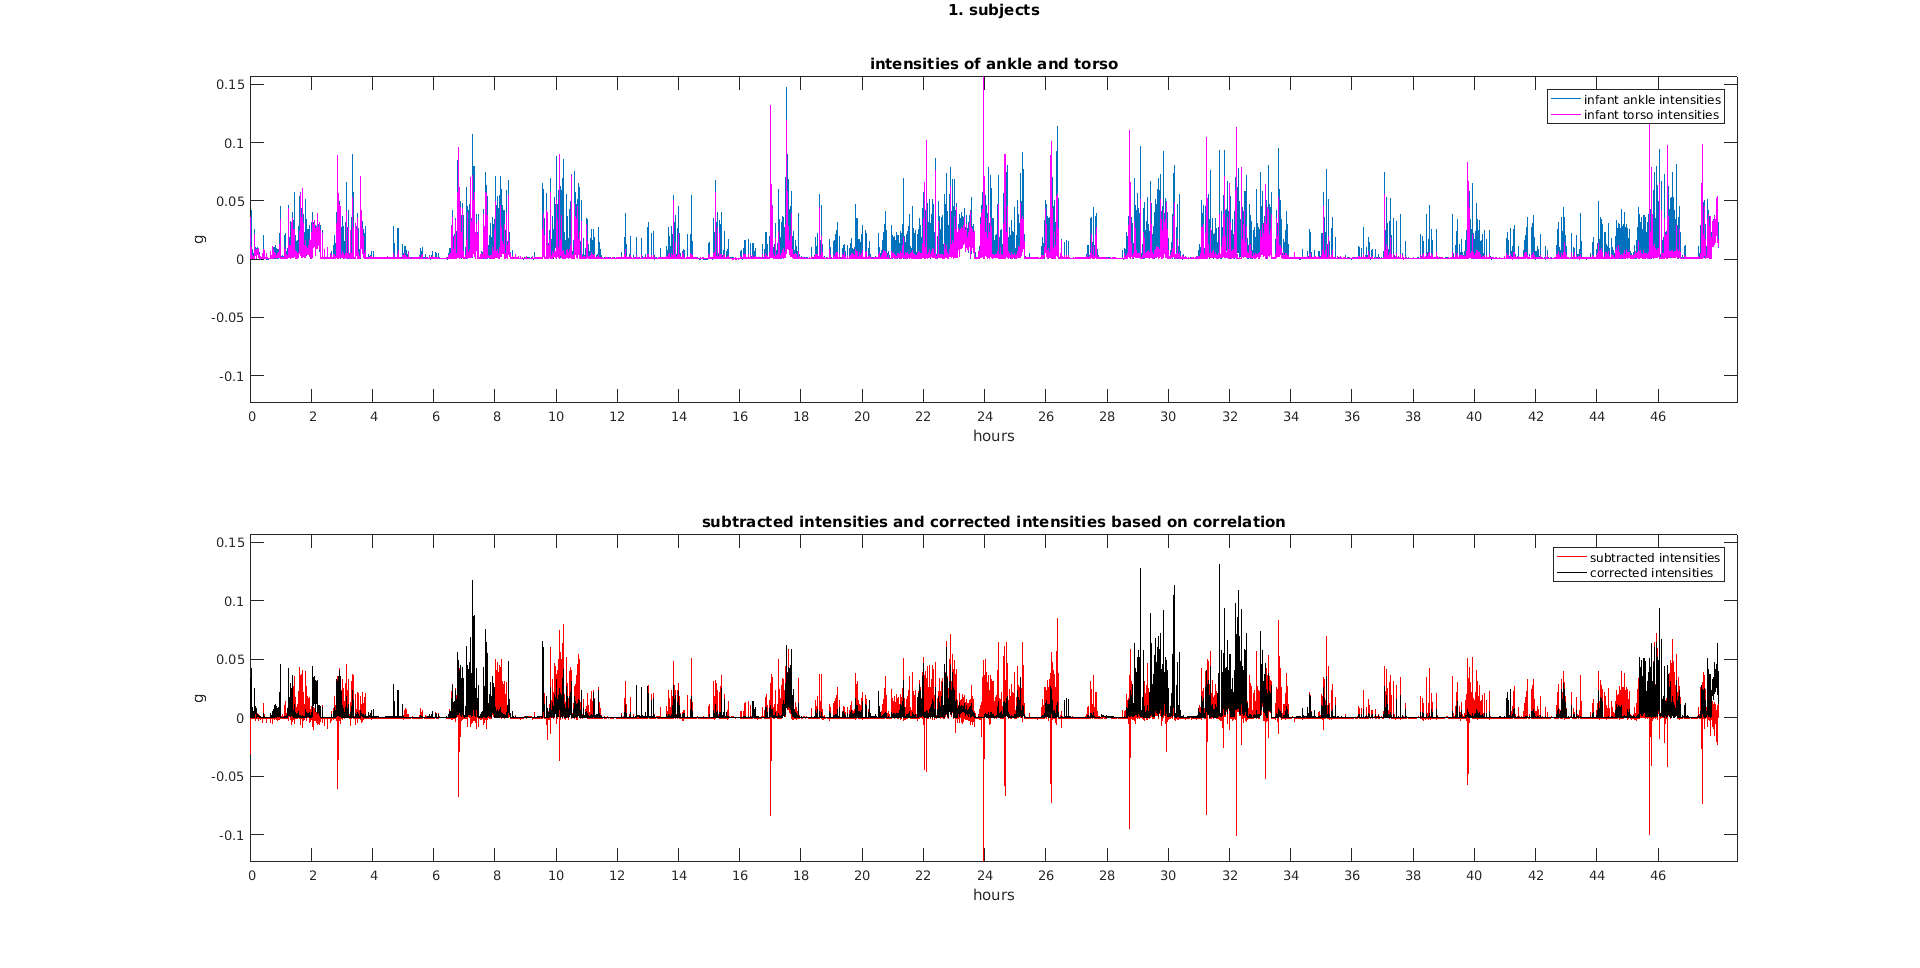 1. subjects
intensities of ankle and torso
0.15
0.1
0.05
0
-0.05
-0.1
g
infant ankle intensities
infant torso intensities
0 2 4 6 8 10 12 14 16 18 20 22 24 26 28 30 32 34 36 38 40 42 44 46
hours
subtracted intensities and corrected intensities based on correlation
0.15
0.1
0.05
0
-0.05
-0.1
g
subtracted intensities
corrected intensities
0 2 4 6 8 10 12 14 16 18 20 22 24 26 28 30 32 34 36 38 40 42 44 46
hours